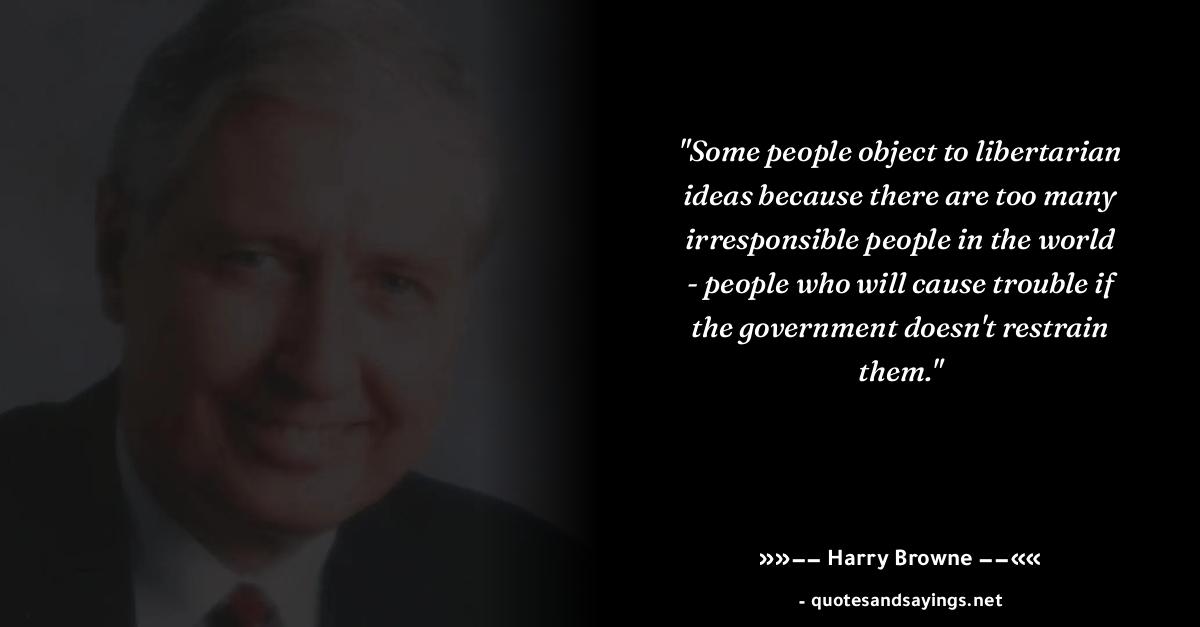 "Some people object to libertarian
ideas because there are too many
irresponsible people in the world
- people who will cause trouble if
the government doesn't restrain
them."
»»—— Harry Browne ——««
- quotesandsayings.net